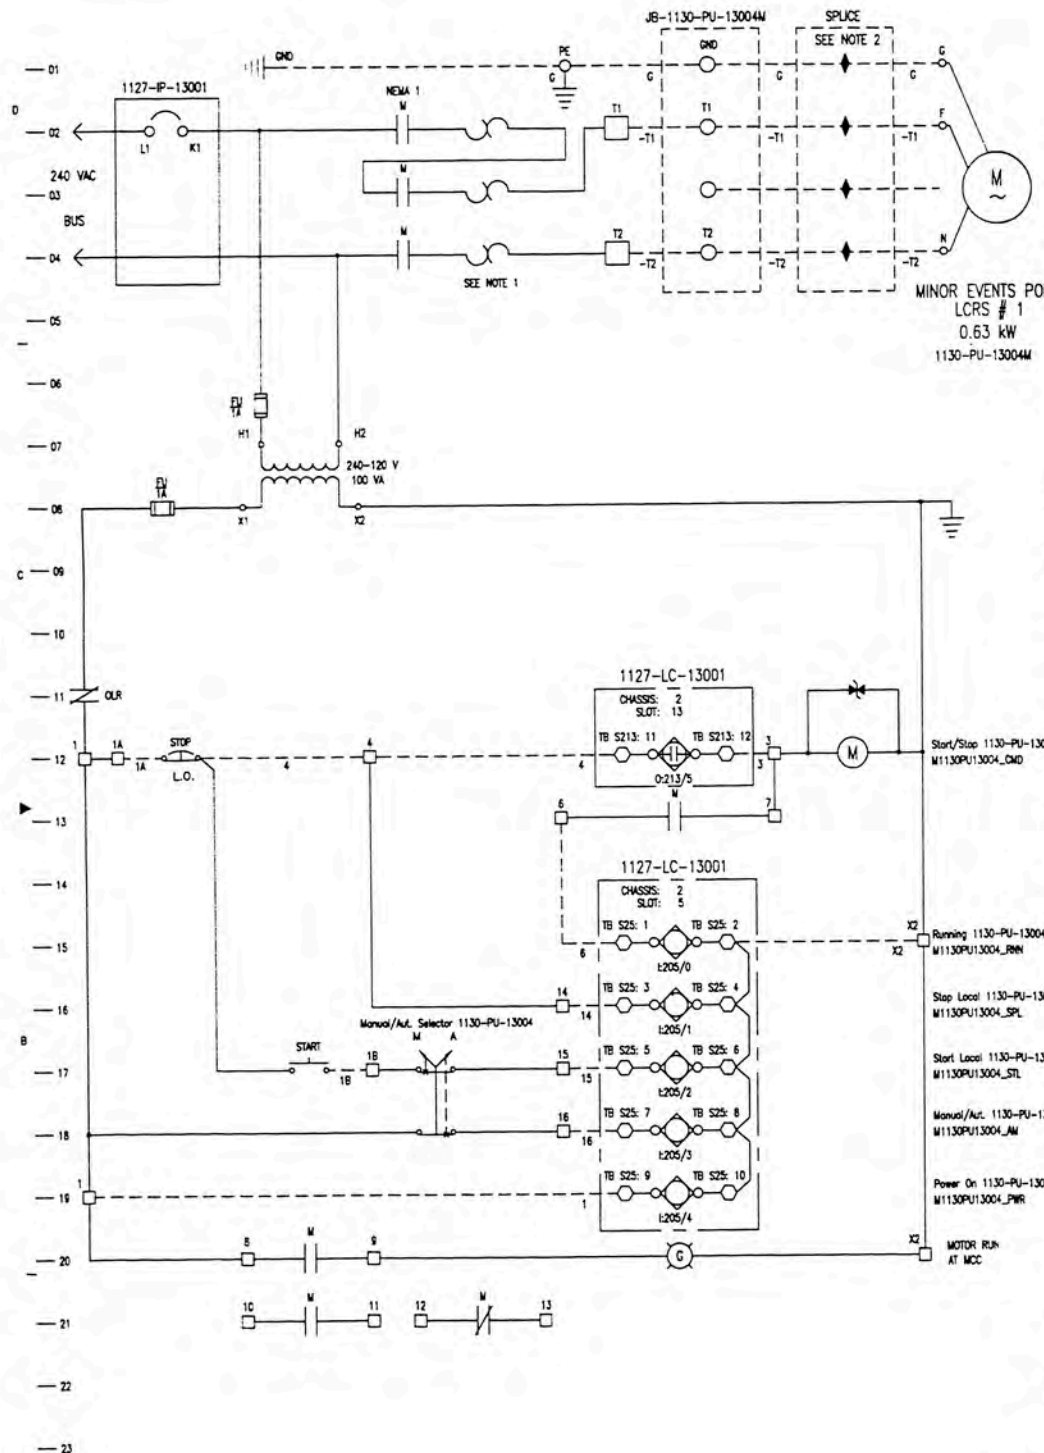 JB-1130-PU-13004M SPLICE
01 GND PE G GND G SEE NOTE 2 G G
D 1127-IP-13001 NEMA 1
02 L1 K1 M T1 -T1 T1 -T1 -T1 F
240 VAC
03 M M ~
BUS
04 M T2 -T2 T2 -T2 -T2 N
SEE NOTE 1
05 MINOR EVENTS PO
LCRS # 1
0.63 kW
1130-PU-13004M
06 FU 1A
07 H1 H2
240-120 V
100 VA
08 FU 1A X1 X2
C 09
10
11 OLR 1127-LC-13001
CHASSIS: 2
SLOT: 13
12 1 1A 1A STOP L.O. 4 4 4 TB S213: 11 TB S213: 12 3 3 M Start/Stop 1130-PU-130
M1130PU13004_CMD
O:213/5
13 6 M 7
14 1127-LC-13001
CHASSIS: 2
SLOT: 5
15 6 TB S25: 1 TB S25: 2 X2 X2 Running 1130-PU-13004
M1130PU13004_RNN
I:205/0
16 14 14 TB S25: 3 TB S25: 4 Stop Local 1130-PU-130
M1130PU13004_SPL
I:205/1
B Manual/Aut. Selector 1130-PU-13004
M A
17 START 1B 1B 15 15 TB S25: 5 TB S25: 6 Start Local 1130-PU-13
M1130PU13004_STL
I:205/2
18 16 16 TB S25: 7 TB S25: 8 Manual/Aut. 1130-PU-1
M1130PU13004_AM
I:205/3
19 1 1 TB S25: 9 TB S25: 10 Power On 1130-PU-130
M1130PU13004_PWR
I:205/4
20 8 M 9 G X2 MOTOR RUN
AT MCC
21 10 M 11 12 M 13
22
23